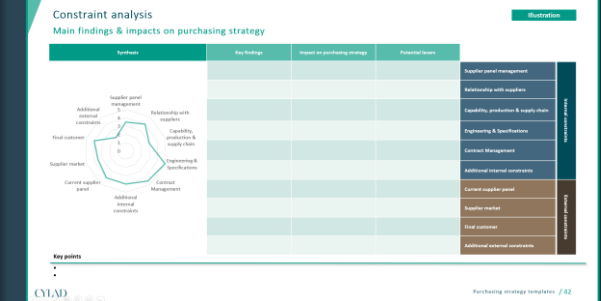 Constraint analysis
Illustration
Main findings & impacts on purchasing strategy
Synthesis
Key findings
Impact on purchasing strategy
Potential levers
Supplier panel
management
Relationship with
suppliers
Capability,
production &
supply chain
Engineering &
Specifications
Contract
Management
Additional
internal
constraints
Current supplier
panel
Supplier market
Final customer
Additional
external
constraints
5
4
3
2
1
0
Supplier panel management
Relationship with suppliers
Capability, production & supply chain
Engineering & Specifications
Contract Management
Additional internal constraints
Current supplier panel
Supplier market
Final customer
Additional external constraints
Internal constraints
External constraints
Key points
•
•
CYLAD
Purchasing strategy templates / 42